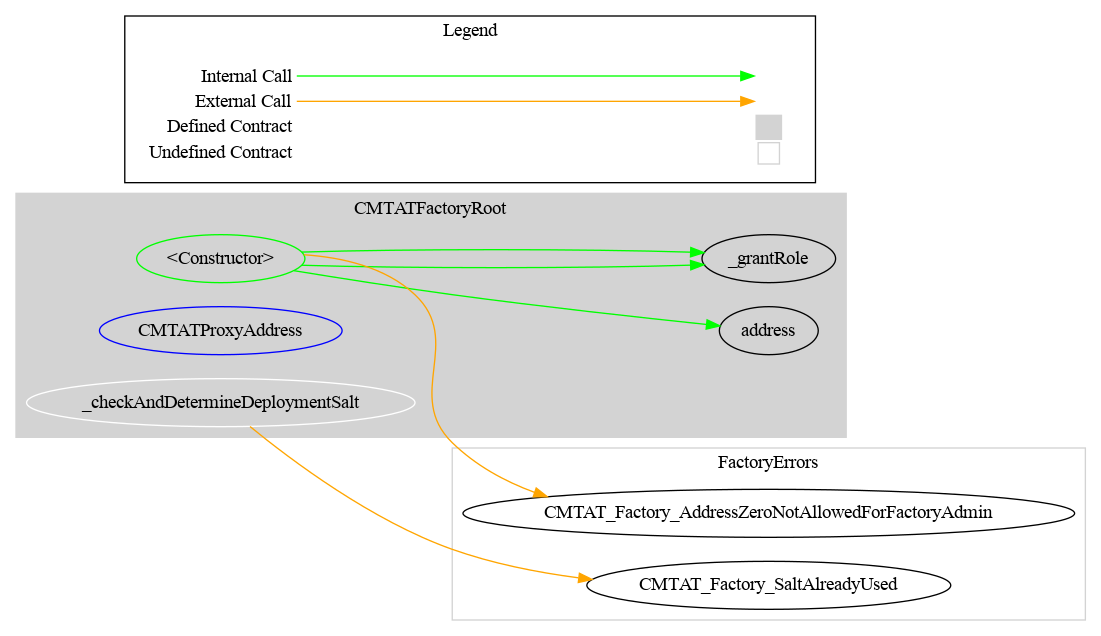 Legend
Internal Call
External Call
Defined Contract
Undefined Contract
CMTATFactoryRoot
<Constructor>
_grantRole
CMTATProxyAddress
address
_checkAndDetermineDeploymentSalt
FactoryErrors
CMTAT_Factory_AddressZeroNotAllowedForFactoryAdmin
CMTAT_Factory_SaltAlreadyUsed